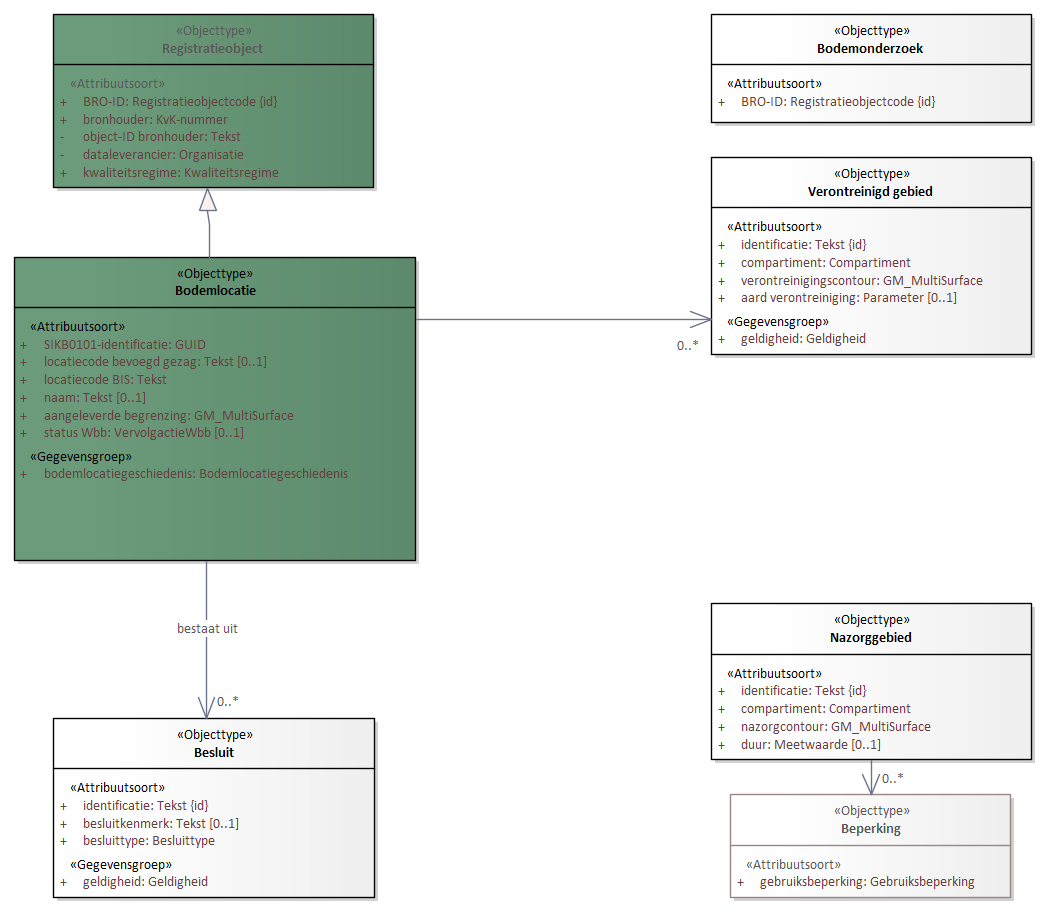 «Objecttype»
Registratieobject
«Attribuutsoort»
+ BRO-ID: Registratieobjectcode {id}
+ bronhouder: KvK-nummer
- object-ID bronhouder: Tekst
- dataleverancier: Organisatie
+ kwaliteitsregime: Kwaliteitsregime
«Objecttype»
Bodemonderzoek
«Attribuutsoort»
+ BRO-ID: Registratieobjectcode {id}
«Objecttype»
Verontreinigd gebied
«Attribuutsoort»
+ identificatie: Tekst {id}
+ compartiment: Compartiment
+ verontreinigingscontour: GM_MultiSurface
+ aard verontreiniging: Parameter [0..1]
«Gegevensgroep»
+ geldigheid: Geldigheid
«Objecttype»
Bodemlocatie
«Attribuutsoort»
+ SIKB0101-identificatie: GUID
+ locatiecode bevoegd gezag: Tekst [0..1]
+ locatiecode BIS: Tekst
+ naam: Tekst [0..1]
+ aangeleverde begrenzing: GM_MultiSurface
+ status Wbb: VervolgactieWbb [0..1]
«Gegevensgroep»
+ bodemlocatiegeschiedenis: Bodemlocatiegeschiedenis
0..*
bestaat uit
0..*
«Objecttype»
Besluit
«Attribuutsoort»
+ identificatie: Tekst {id}
+ besluitkenmerk: Tekst [0..1]
+ besluittype: Besluittype
«Gegevensgroep»
+ geldigheid: Geldigheid
«Objecttype»
Nazorggebied
«Attribuutsoort»
+ identificatie: Tekst {id}
+ compartiment: Compartiment
+ nazorgcontour: GM_MultiSurface
+ duur: Meetwaarde [0..1]
0..*
«Objecttype»
Beperking
«Attribuutsoort»
+ gebruiksbeperking: Gebruiksbeperking